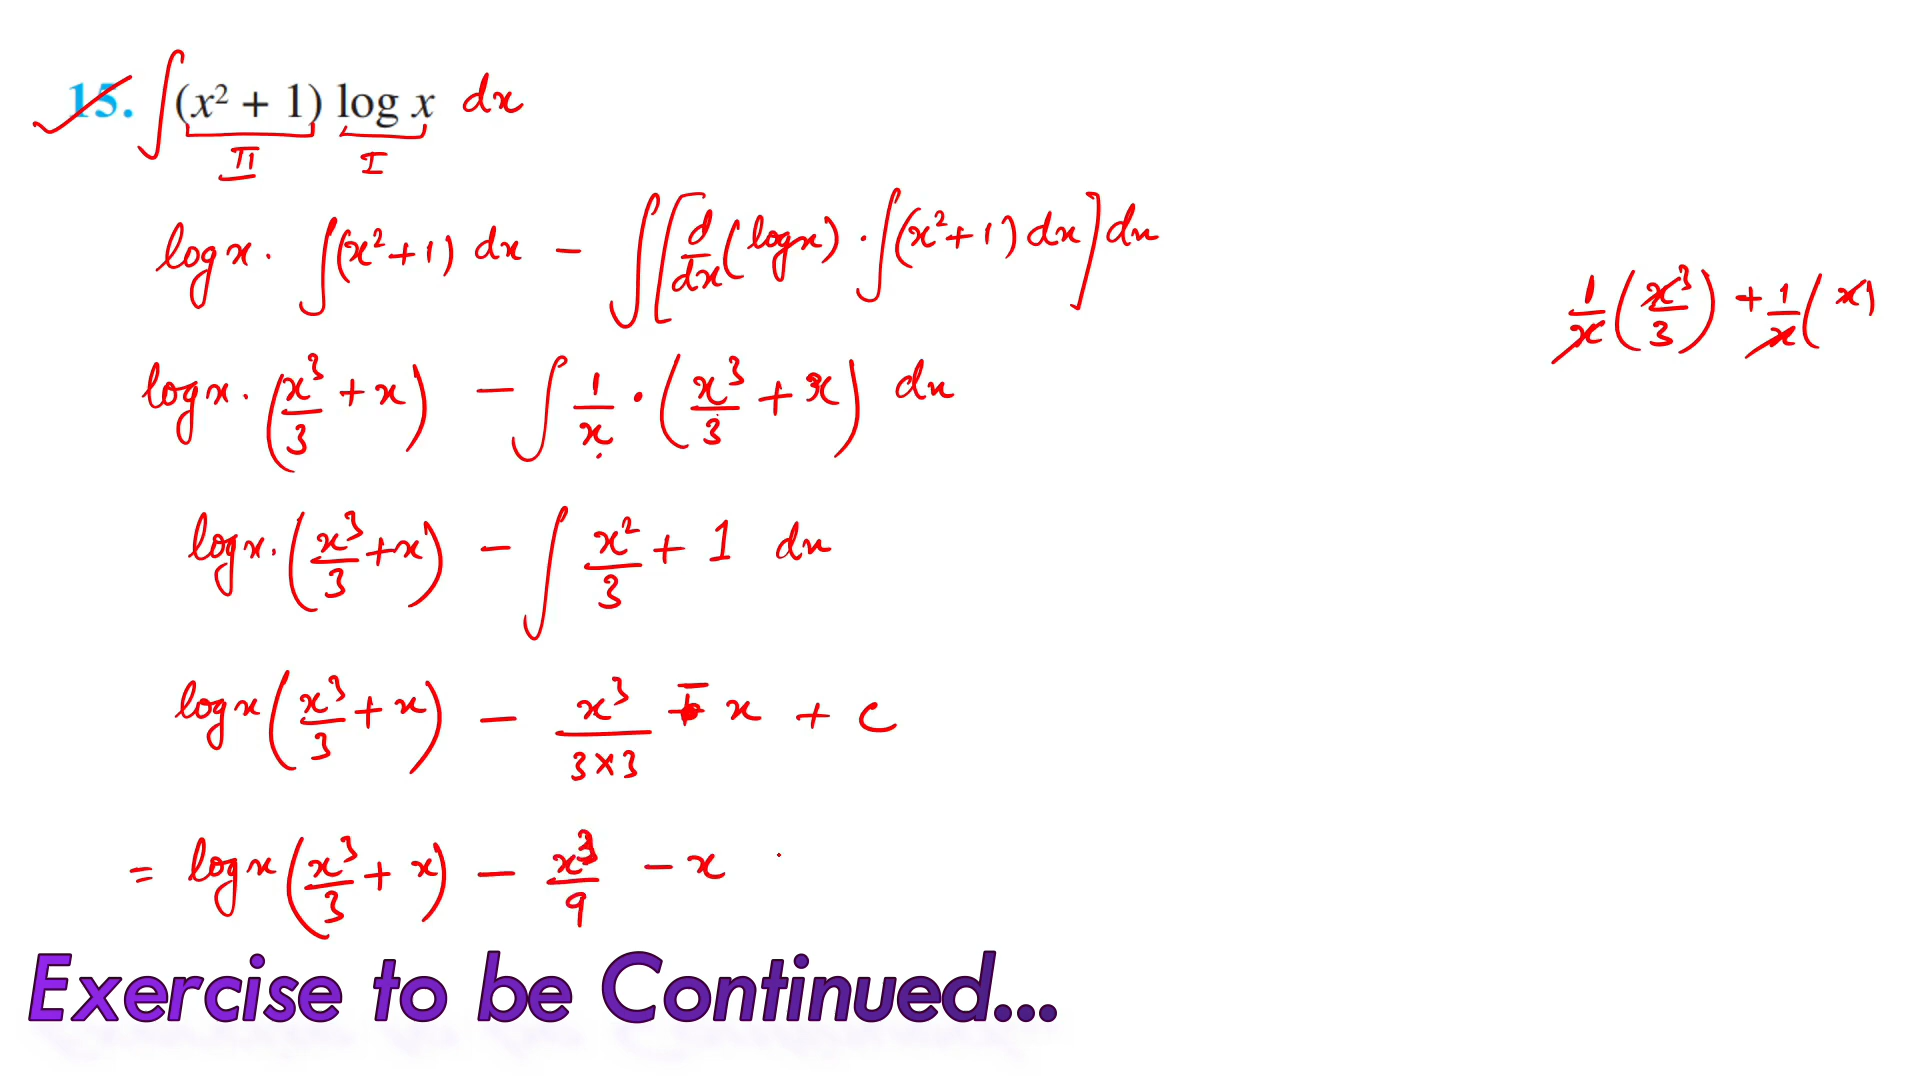 15. ∫(x² + 1) log x dx
II I
log x · ∫(x²+1) dx − ∫[d/dx (log x) · ∫(x²+1) dx] dx
1/x (x³/3) + 1/x (x)
log x · (x³/3 + x) − ∫ 1/x · (x³/3 + x) dx
log x · (x³/3 + x) − ∫ x²/3 + 1 dx
log x (x³/3 + x) − x³/(3×3) − x + c
= log x (x³/3 + x) − x³/9 − x
Exercise to be Continued...